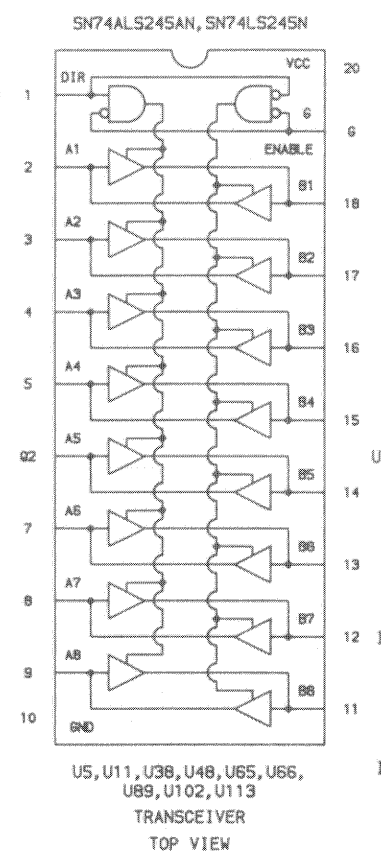 SN74ALS245AN, SN74LS245N
VCC 20
DIR
1
G
G
ENABLE
A1
2
B1
18
A2
3
B2
17
A3
4
B3
16
A4
5
B4
15
A5
Q2
B5
14
A6
7
B6
13
A7
8
B7
12
A8
9
B8
11
10 GND
U
I
I
U5, U11, U38, U48, U65, U66,
U89, U102, U113
TRANSCEIVER
TOP VIEW